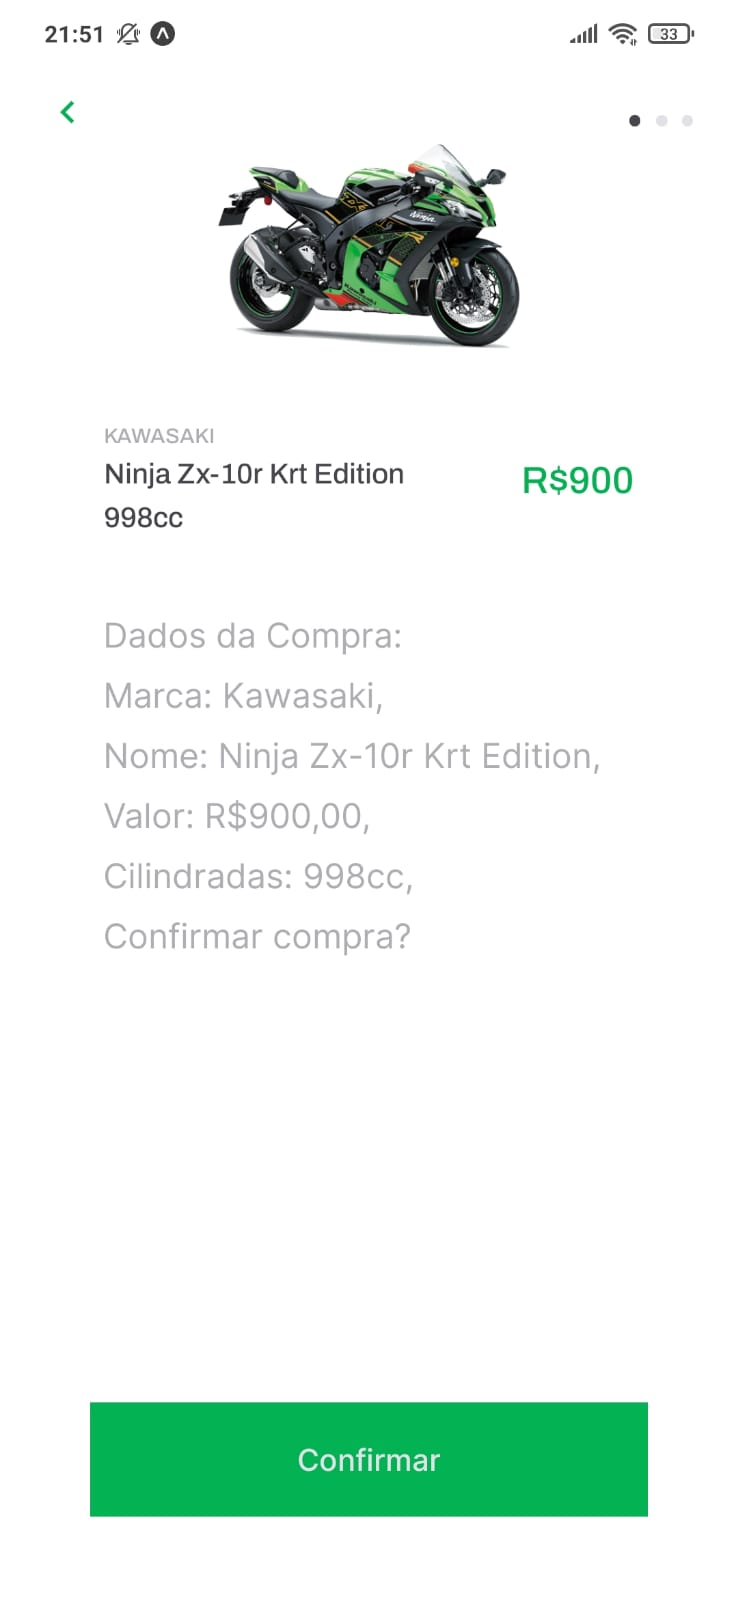 21:51
33
Ninja
KAWASAKI
Ninja Zx-10r Krt Edition
R$900
998cc
Dados da Compra:
Marca: Kawasaki,
Nome: Ninja Zx-10r Krt Edition,
Valor: R$900,00,
Cilindradas: 998cc,
Confirmar compra?
Confirmar